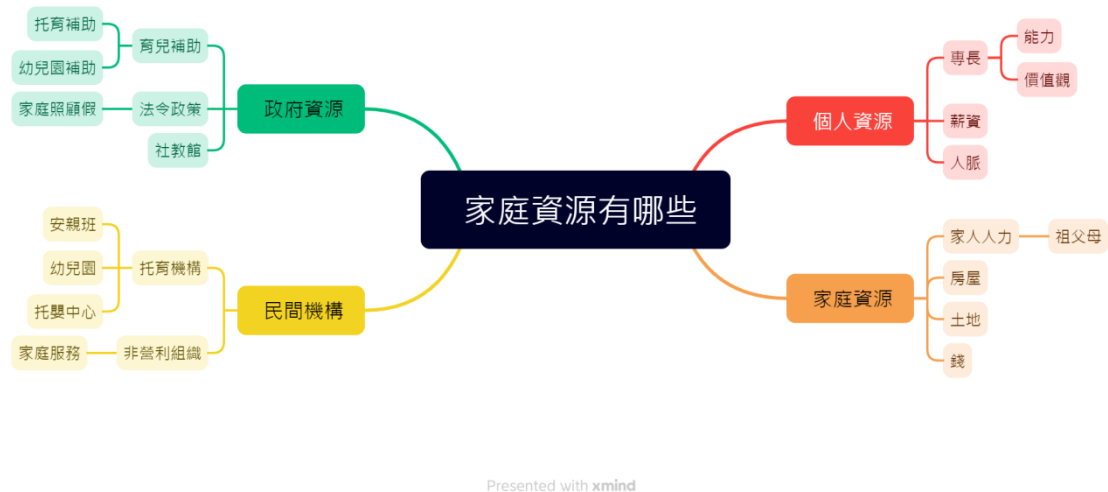 家庭資源有哪些
個人資源
專長
能力
價值觀
薪資
人脈
家庭資源
家人人力
祖父母
房屋
土地
錢
政府資源
育兒補助
托育補助
幼兒園補助
法令政策
家庭照顧假
社教館
民間機構
托育機構
安親班
幼兒園
托嬰中心
非營利組織
家庭服務
Presented with xmind